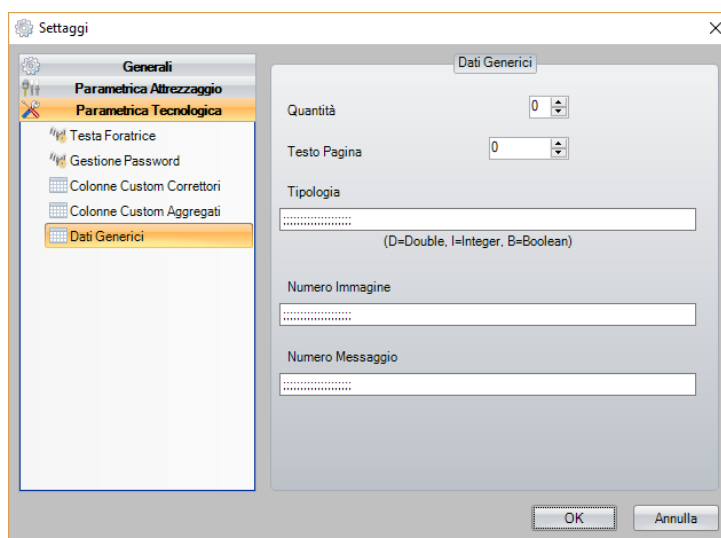 Settaggi
Generali
Parametrica Attrezzaggio
Parametrica Tecnologica
Testa Foratrice
Gestione Password
Colonne Custom Correttori
Colonne Custom Aggregati
Dati Generici
Dati Generici
Quantità
0
Testo Pagina
0
Tipologia
;;;;;;;;;;;;;;;;;;;;
(D=Double, I=Integer, B=Boolean)
Numero Immagine
;;;;;;;;;;;;;;;;;;;;
Numero Messaggio
;;;;;;;;;;;;;;;;;;;;
OK
Annulla